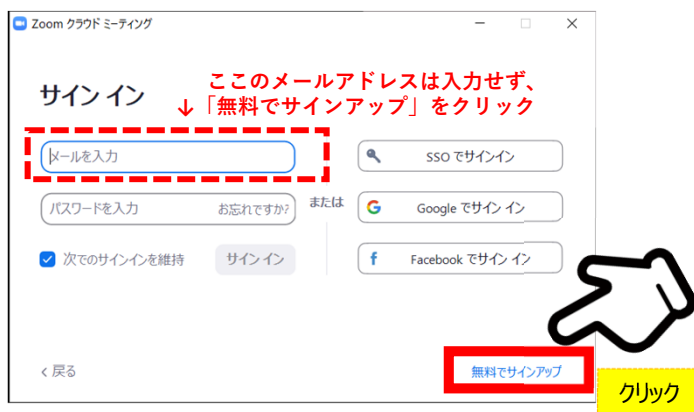 Zoom クラウド ミーティング
サイン イン
ここのメールアドレスは入力せず、
↓「無料でサインアップ」をクリック
メールを入力
パスワードを入力 お忘れですか?
次でのサインインを維持 サイン イン
または
SSO でサインイン
Google でサイン イン
Facebook でサイン イン
< 戻る
無料でサインアップ
クリック